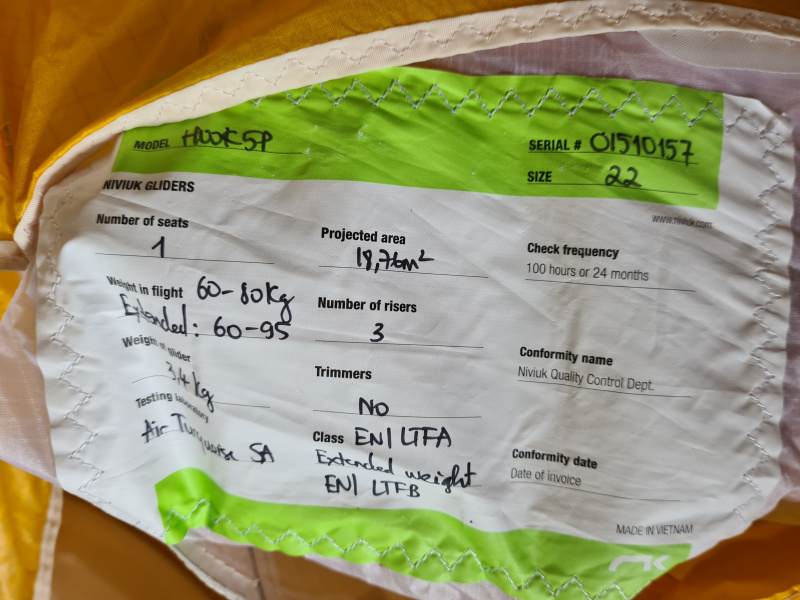 MODEL HOOK 5P
SERIAL # 01510157
SIZE 22
NIVIUK GLIDERS
www.niviuk.com
Number of seats
1
Projected area
18,76m²
Check frequency
100 hours or 24 months
Weight in flight 60-80kg
Extended: 60-95
Number of risers
3
Weight of glider
3,4 kg
Trimmers
NO
Conformity name
Niviuk Quality Control Dept.
Testing laboratory
Air Turquoise SA
Class EN/LTFA
Extended weight
EN/ LTFB
Conformity date
Date of invoice
MADE IN VIETNAM